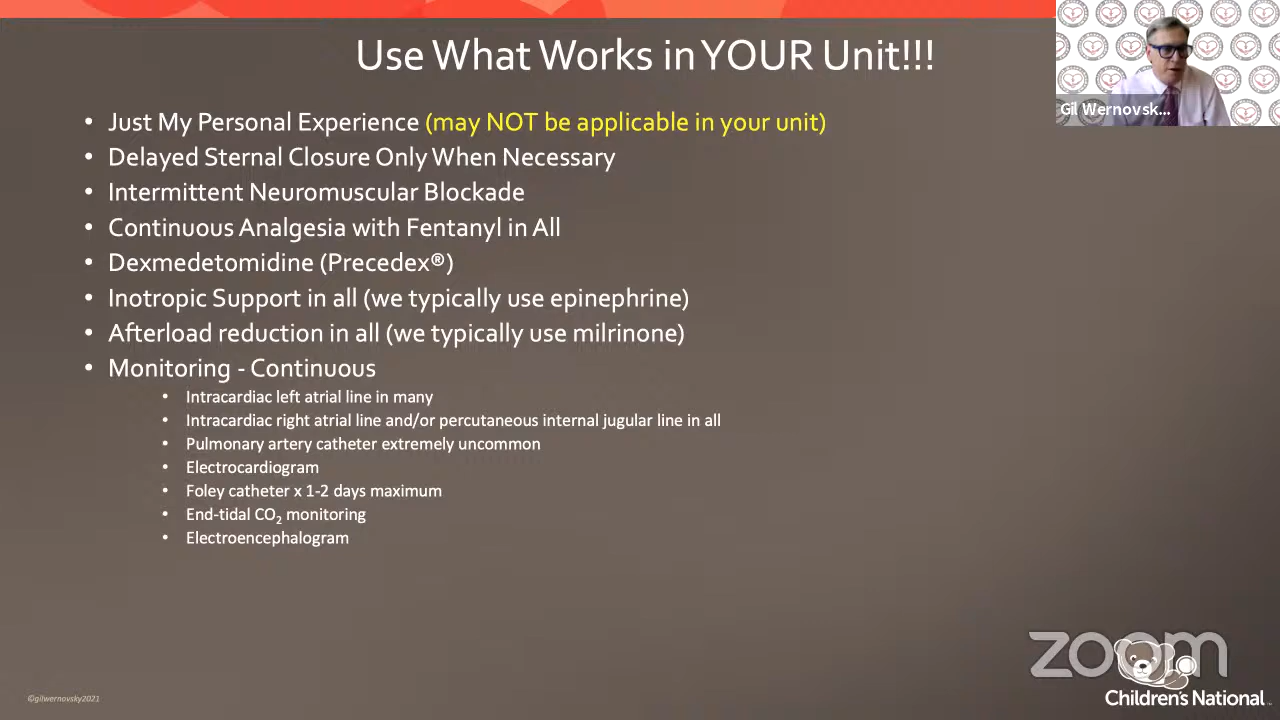 Use What Works in YOUR Unit!!!
Gil Wernovsk...
• Just My Personal Experience (may NOT be applicable in your unit)
• Delayed Sternal Closure Only When Necessary
• Intermittent Neuromuscular Blockade
• Continuous Analgesia with Fentanyl in All
• Dexmedetomidine (Precedex®)
• Inotropic Support in all (we typically use epinephrine)
• Afterload reduction in all (we typically use milrinone)
• Monitoring - Continuous
• Intracardiac left atrial line in many
• Intracardiac right atrial line and/or percutaneous internal jugular line in all
• Pulmonary artery catheter extremely uncommon
• Electrocardiogram
• Foley catheter x 1-2 days maximum
• End-tidal CO₂ monitoring
• Electroencephalogram
zoom
Children's National
©gilwernovsky2021